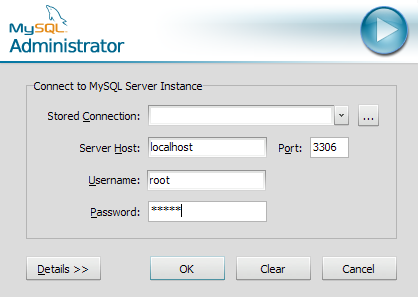 MySQL
Administrator
Connect to MySQL Server Instance
Stored Connection:
...
Server Host: localhost Port: 3306
Username: root
Password: *****
Details >> OK Clear Cancel